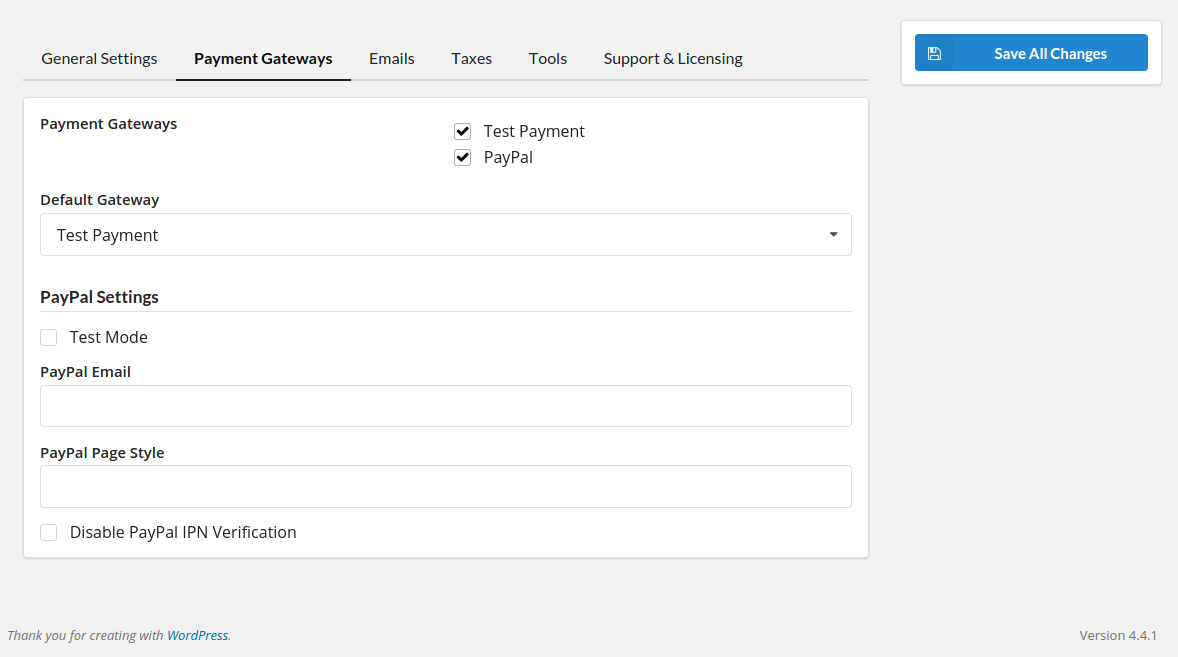 General Settings
Payment Gateways
Emails
Taxes
Tools
Support & Licensing
Save All Changes
Payment Gateways
Test Payment
PayPal
Default Gateway
Test Payment
PayPal Settings
Test Mode
PayPal Email
PayPal Page Style
Disable PayPal IPN Verification
Thank you for creating with WordPress.
Version 4.4.1